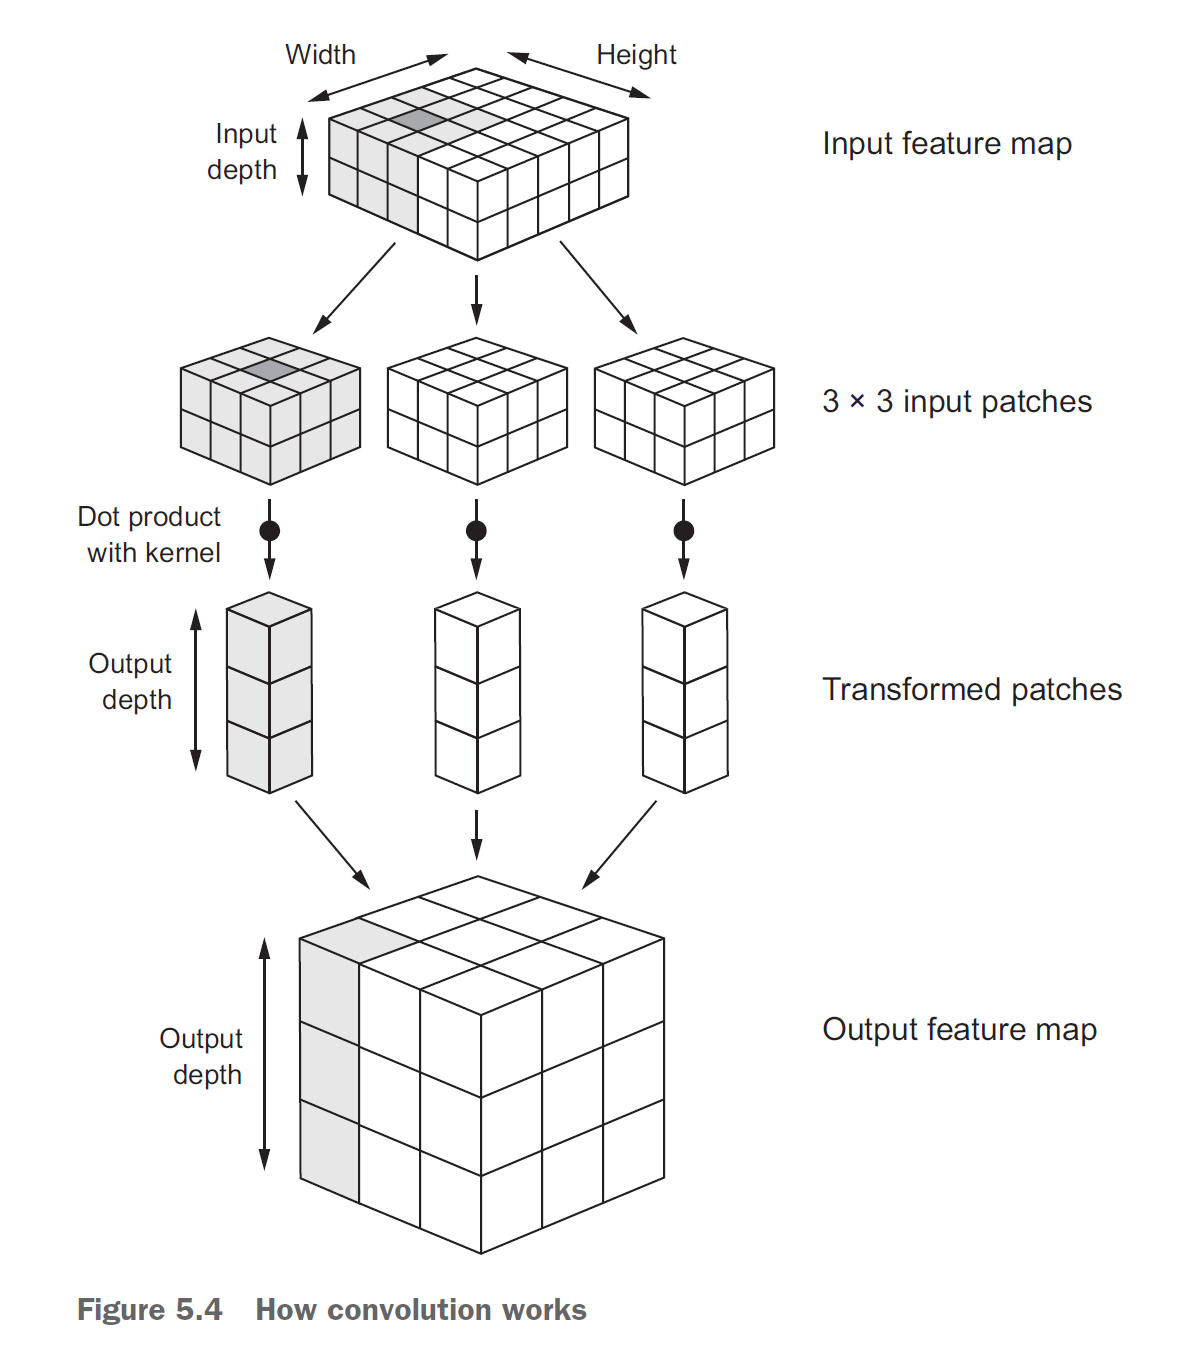 Width
Height
Input
depth
Input feature map
3 × 3 input patches
Dot product
with kernel
Output
depth
Transformed patches
Output
depth
Output feature map
Figure 5.4 How convolution works